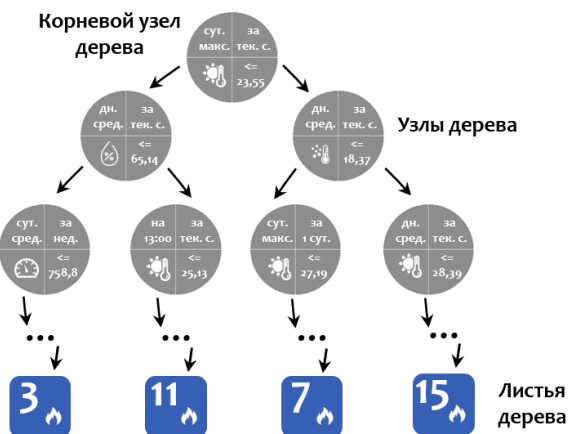 Корневой узел
дерева
сут. за
макс. тек. с.
<=
23,55
дн. за
сред. тек. с.
%
<=
65,14
дн. за
сред. тек. с.
<=
18,37
Узлы дерева
сут. за
сред. нед.
<=
758,8
на за
13:00 тек. с.
<=
25,13
сут. за
макс. 1 сут.
<=
27,19
дн. за
сред. тек. с.
<=
28,39
...
...
...
...
3
11
7
15
Листья
дерева